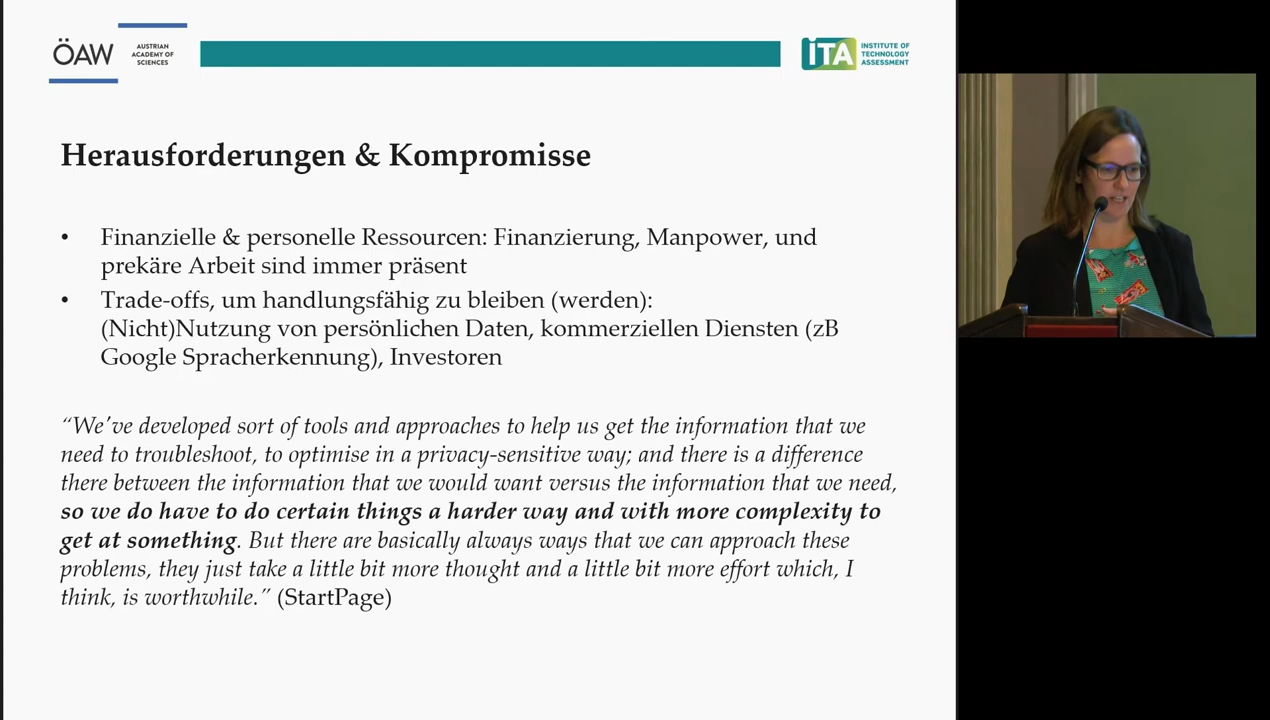 ÖAW
AUSTRIAN
ACADEMY OF
SCIENCES
iTA
INSTITUTE OF
TECHNOLOGY
ASSESSMENT
Herausforderungen & Kompromisse
• Finanzielle & personelle Ressourcen: Finanzierung, Manpower, und
prekäre Arbeit sind immer präsent
• Trade-offs, um handlungsfähig zu bleiben (werden):
(Nicht)Nutzung von persönlichen Daten, kommerziellen Diensten (zB
Google Spracherkennung), Investoren
“We’ve developed sort of tools and approaches to help us get the information that we
need to troubleshoot, to optimise in a privacy-sensitive way; and there is a difference
there between the information that we would want versus the information that we need,
so we do have to do certain things a harder way and with more complexity to
get at something. But there are basically always ways that we can approach these
problems, they just take a little bit more thought and a little bit more effort which, I
think, is worthwhile.” (StartPage)